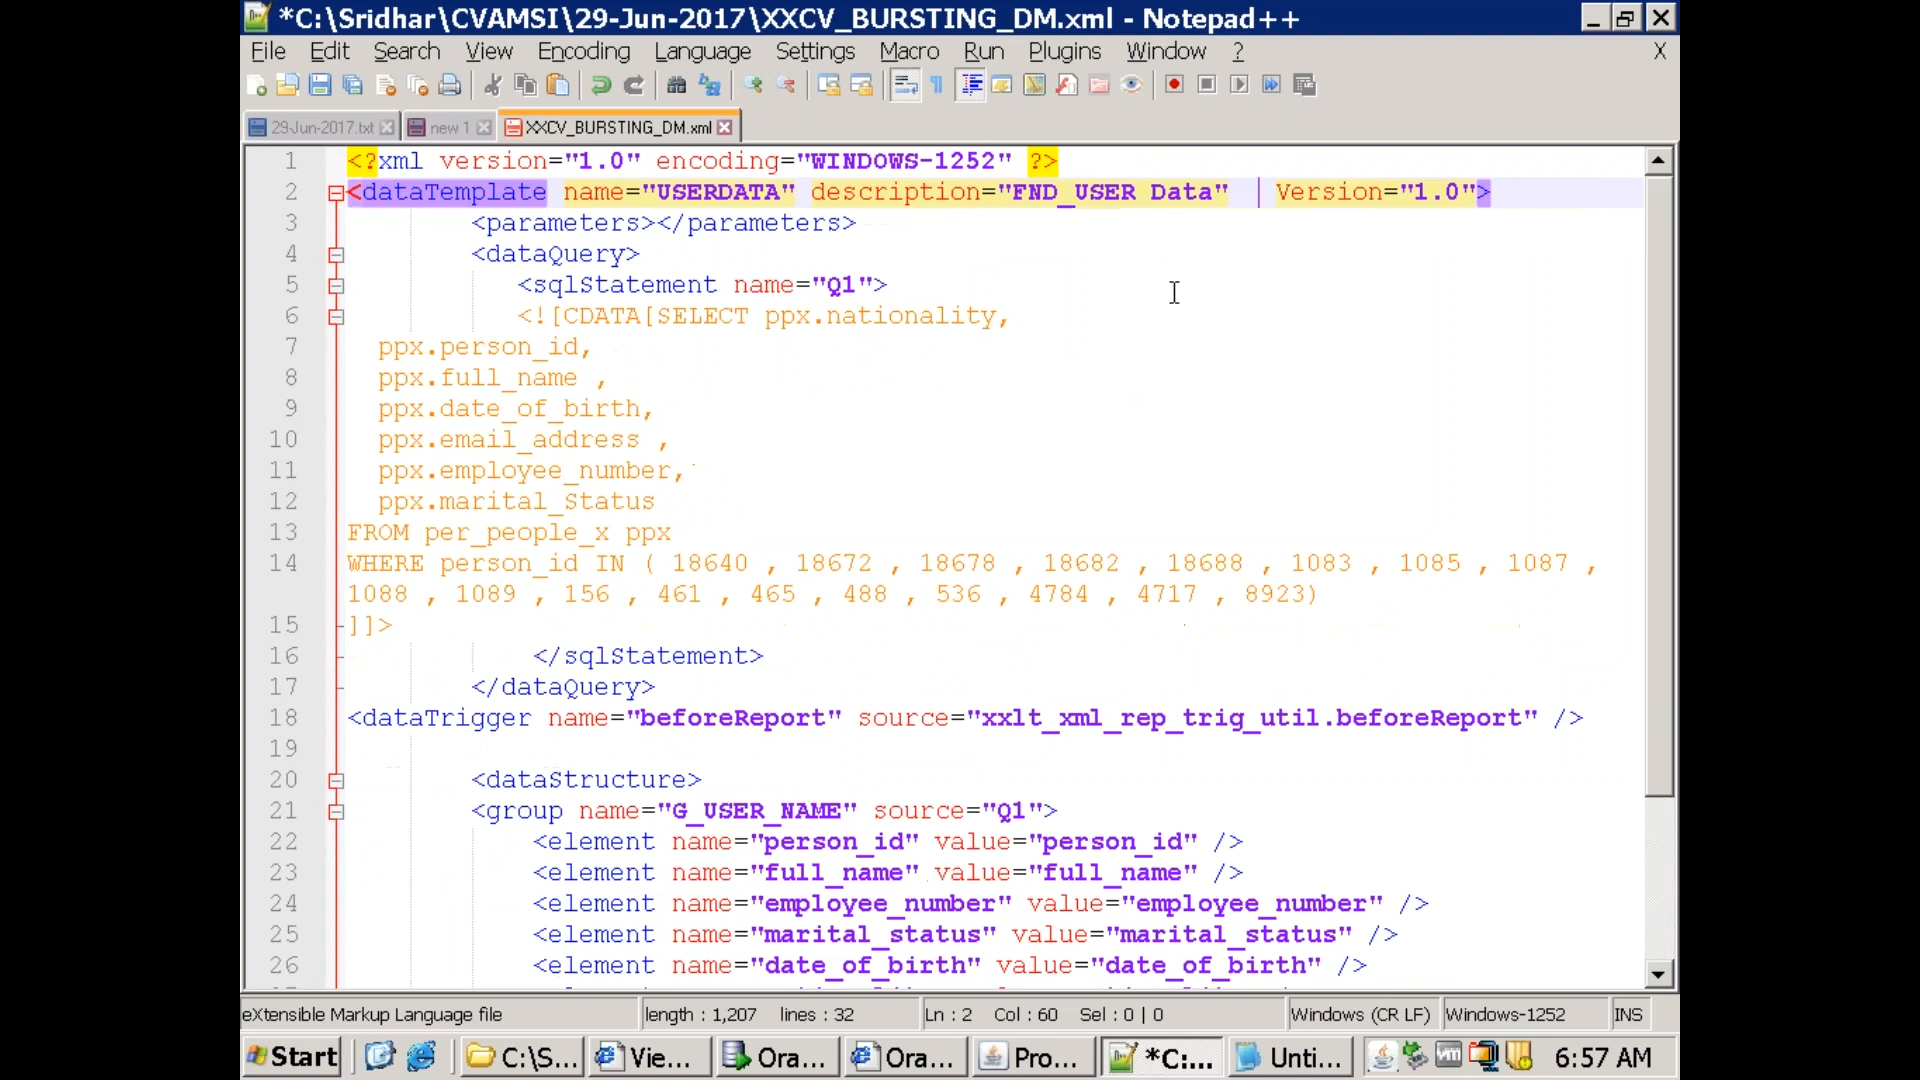 *C:\Sridhar\CVAMSI\29-Jun-2017\XXCV_BURSTING_DM.xml - Notepad++
File Edit Search View Encoding Language Settings Macro Run Plugins Window ? X
29-Jun-2017.txt new 1 XXCV_BURSTING_DM.xml
1 <?xml version="1.0" encoding="WINDOWS-1252" ?>
2 <dataTemplate name="USERDATA" description="FND_USER Data" Version="1.0">
3 <parameters></parameters>
4 <dataQuery>
5 <sqlStatement name="Q1">
6 <![CDATA[SELECT ppx.nationality,
7 ppx.person_id,
8 ppx.full_name ,
9 ppx.date_of_birth,
10 ppx.email_address ,
11 ppx.employee_number,
12 ppx.marital_Status
13 FROM per_people_x ppx
14 WHERE person_id IN ( 18640 , 18672 , 18678 , 18682 , 18688 , 1083 , 1085 , 1087 ,
1088 , 1089 , 156 , 461 , 465 , 488 , 536 , 4784 , 4717 , 8923)
15 ]]>
16 </sqlStatement>
17 </dataQuery>
18 <dataTrigger name="beforeReport" source="xxlt_xml_rep_trig_util.beforeReport" />
19
20 <dataStructure>
21 <group name="G_USER_NAME" source="Q1">
22 <element name="person_id" value="person_id" />
23 <element name="full_name" value="full_name" />
24 <element name="employee_number" value="employee_number" />
25 <element name="marital_status" value="marital_status" />
26 <element name="date_of_birth" value="date_of_birth" />
eXtensible Markup Language file length : 1,207 lines : 32 Ln : 2 Col : 60 Sel : 0 | 0 Windows (CR LF) Windows-1252 INS
Start C:\S... Vie... Ora... Ora... Pro... *C:... Unti... 6:57 AM